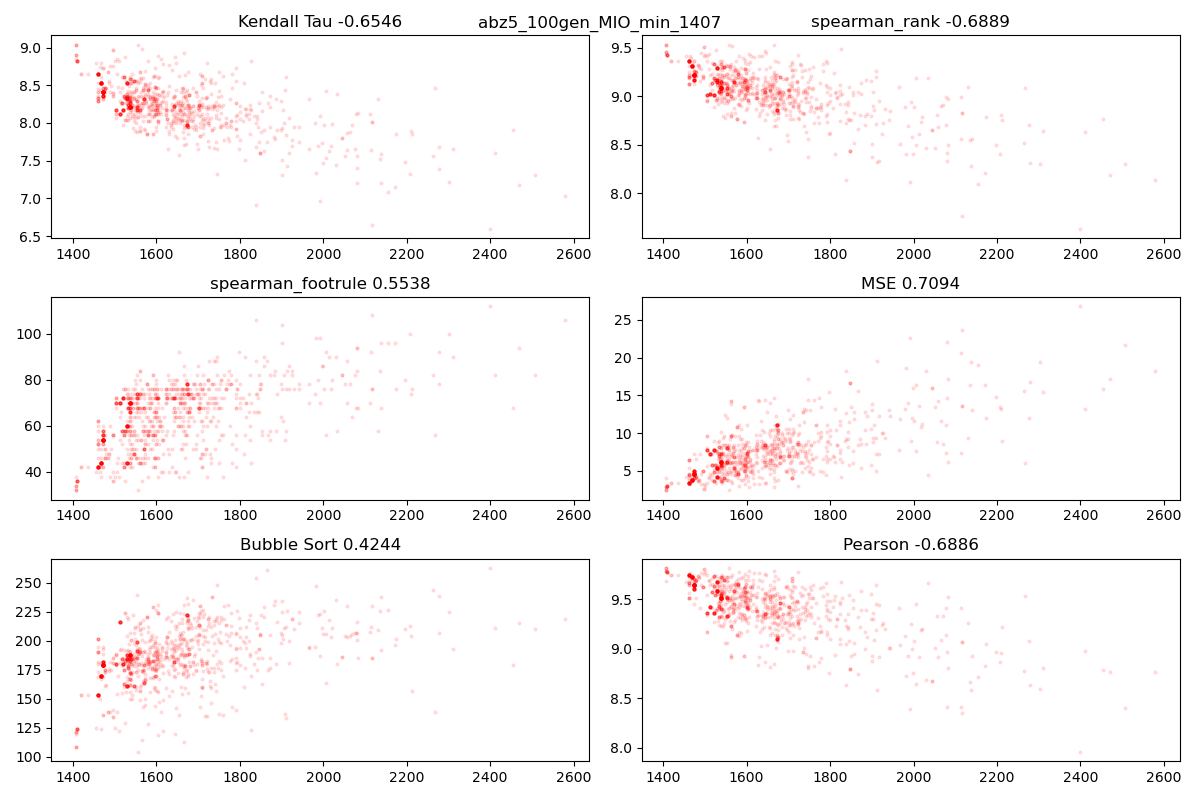 abz5_100gen_MIO_min_1407
Kendall Tau -0.6546
9.0
8.5
8.0
7.5
7.0
6.5
1400 1600 1800 2000 2200 2400 2600
spearman_rank -0.6889
9.5
9.0
8.5
8.0
1400 1600 1800 2000 2200 2400 2600
spearman_footrule 0.5538
100
80
60
40
1400 1600 1800 2000 2200 2400 2600
MSE 0.7094
25
20
15
10
5
1400 1600 1800 2000 2200 2400 2600
Bubble Sort 0.4244
250
225
200
175
150
125
100
1400 1600 1800 2000 2200 2400 2600
Pearson -0.6886
9.5
9.0
8.5
8.0
1400 1600 1800 2000 2200 2400 2600